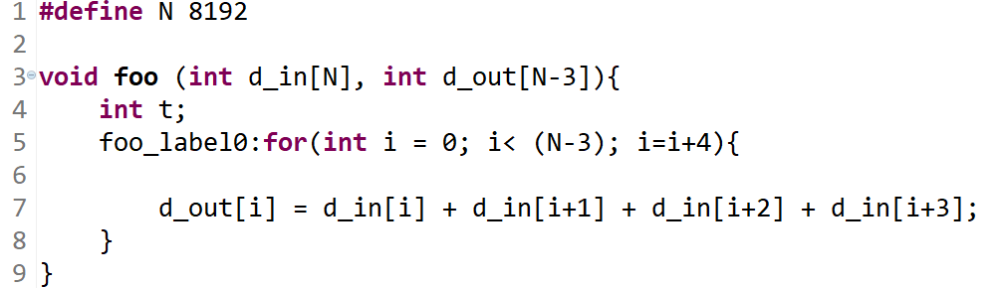 1 #define N 8192
2
3 void foo (int d_in[N], int d_out[N-3]){
4     int t;
5     foo_label0:for(int i = 0; i< (N-3); i=i+4){
6
7         d_out[i] = d_in[i] + d_in[i+1] + d_in[i+2] + d_in[i+3];
8     }
9 }